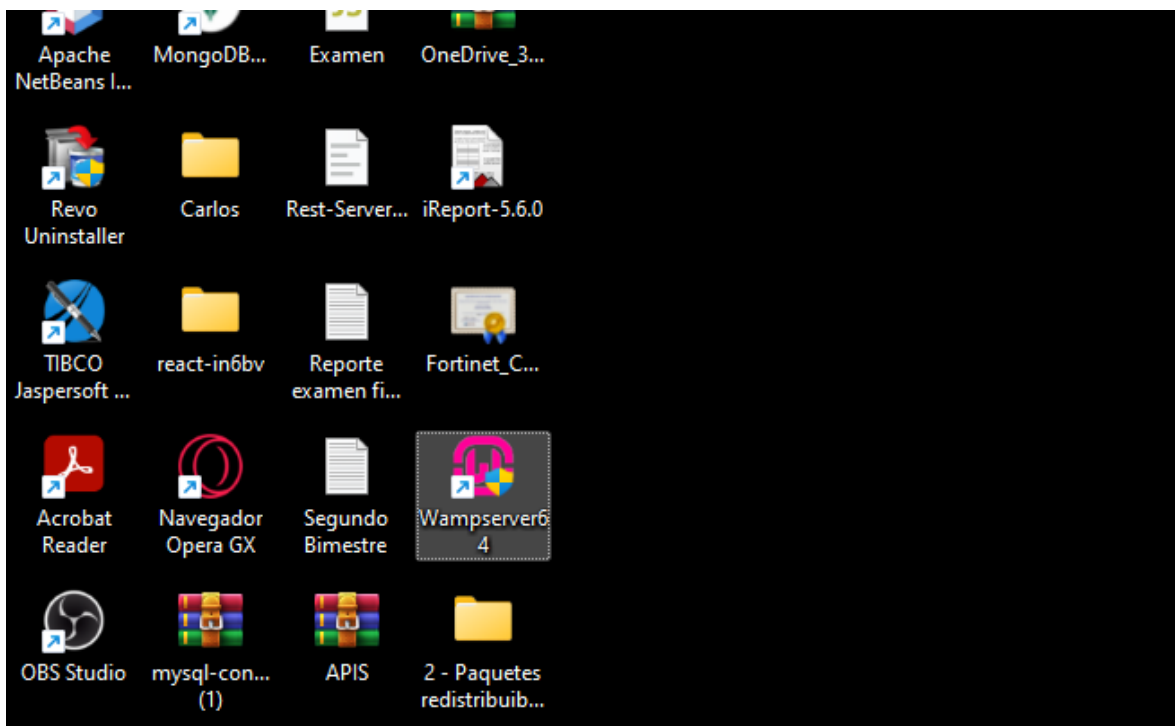 Apache
NetBeans I...
MongoDB...
Examen
OneDrive_3...
Revo
Uninstaller
Carlos
Rest-Server...
iReport-5.6.0
TIBCO
Jaspersoft ...
react-in6bv
Reporte
examen fi...
Fortinet_C...
Acrobat
Reader
Navegador
Opera GX
Segundo
Bimestre
Wampserver6
4
OBS Studio
mysql-con...
(1)
APIS
2 - Paquetes
redistribuib...